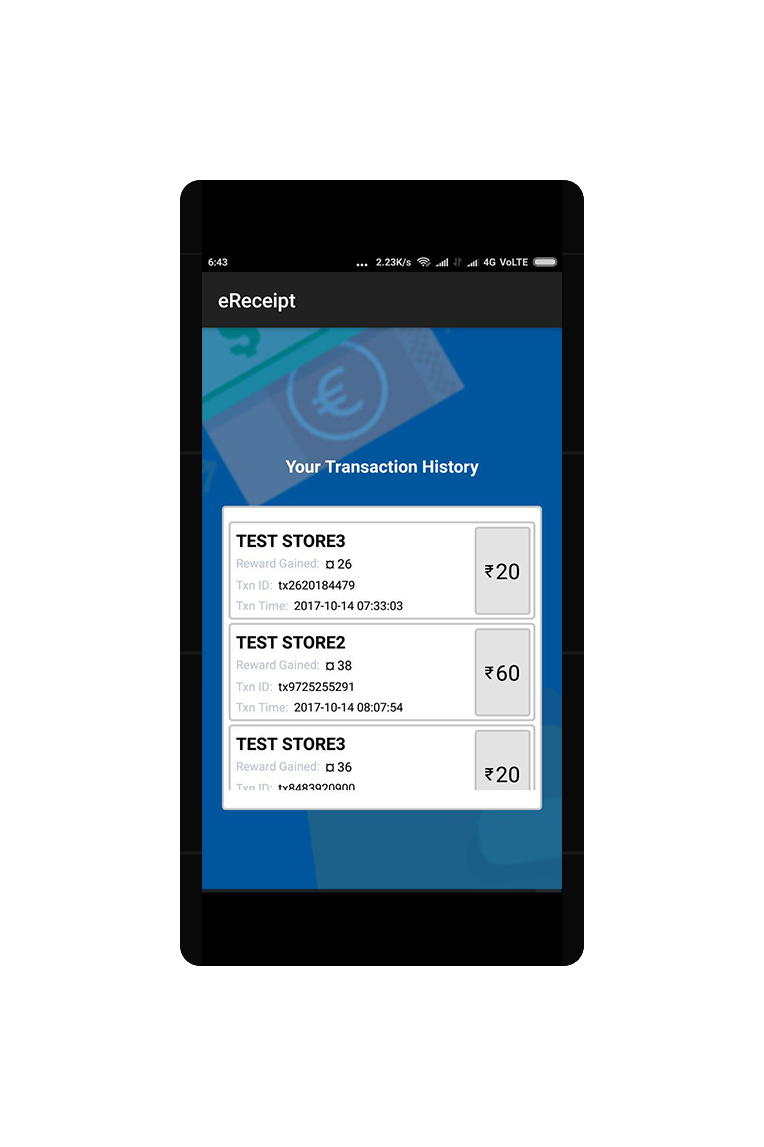 6:43 ... 2.23K/s 4G VoLTE
eReceipt
$
€
Your Transaction History
TEST STORE3
Reward Gained: ¤ 26
Txn ID: tx2620184479
Txn Time: 2017-10-14 07:33:03
₹20
TEST STORE2
Reward Gained: ¤ 38
Txn ID: tx9725255291
Txn Time: 2017-10-14 08:07:54
₹60
TEST STORE3
Reward Gained: ¤ 36
Txn ID: tx8483920900
₹20